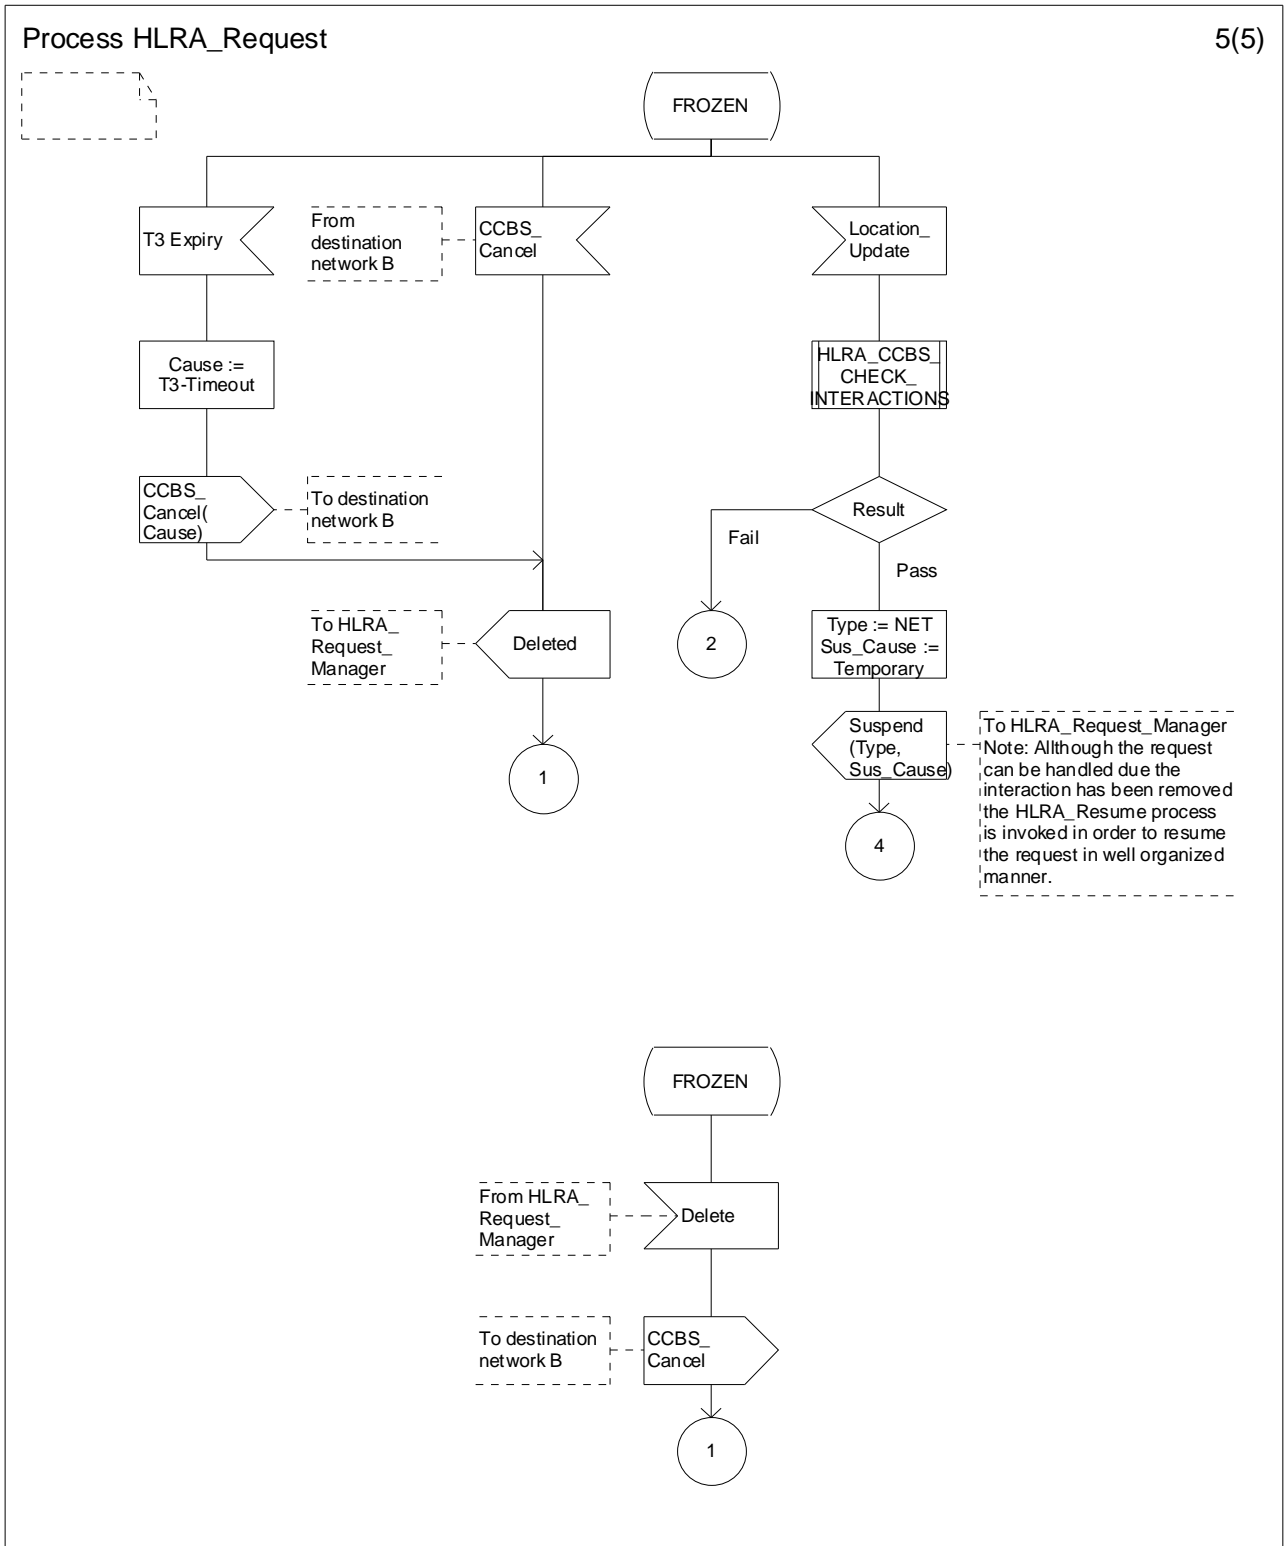 Process HLRA_Request
5(5)
FROZEN
T3 Expiry
From
destination
network B
CCBS_
Cancel
Location_
Update
Cause :=
T3-Timeout
HLRA_CCBS_
CHECK_
INTERACTIONS
CCBS_
Cancel(
Cause)
To destination
network B
Result
Fail
Pass
To HLRA_
Request_
Manager
Deleted
2
Type := NET
Sus_Cause :=
Temporary
Suspend
(Type,
Sus_Cause)
To HLRA_Request_Manager
Note: Allthough the request
can be handled due the
interaction has been removed
the HLRA_Resume process
is invoked in order to resume
the request in well organized
manner.
1
4
FROZEN
From HLRA_
Request_
Manager
Delete
To destination
network B
CCBS_
Cancel
1